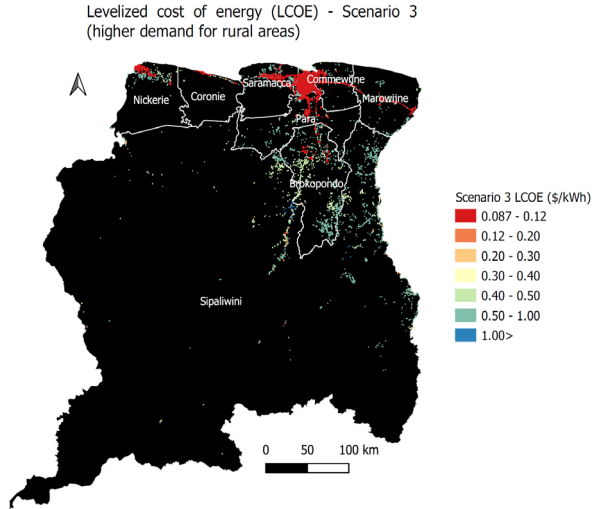 Levelized cost of energy (LCOE) - Scenario 3
(higher demand for rural areas)
Nickerie
Coronie
Saramacca
Commewijne
Marowijne
Para
Brokopondo
Sipaliwini
Scenario 3 LCOE ($/kWh)
0.087 - 0.12
0.12 - 0.20
0.20 - 0.30
0.30 - 0.40
0.40 - 0.50
0.50 - 1.00
1.00>
0 50 100 km